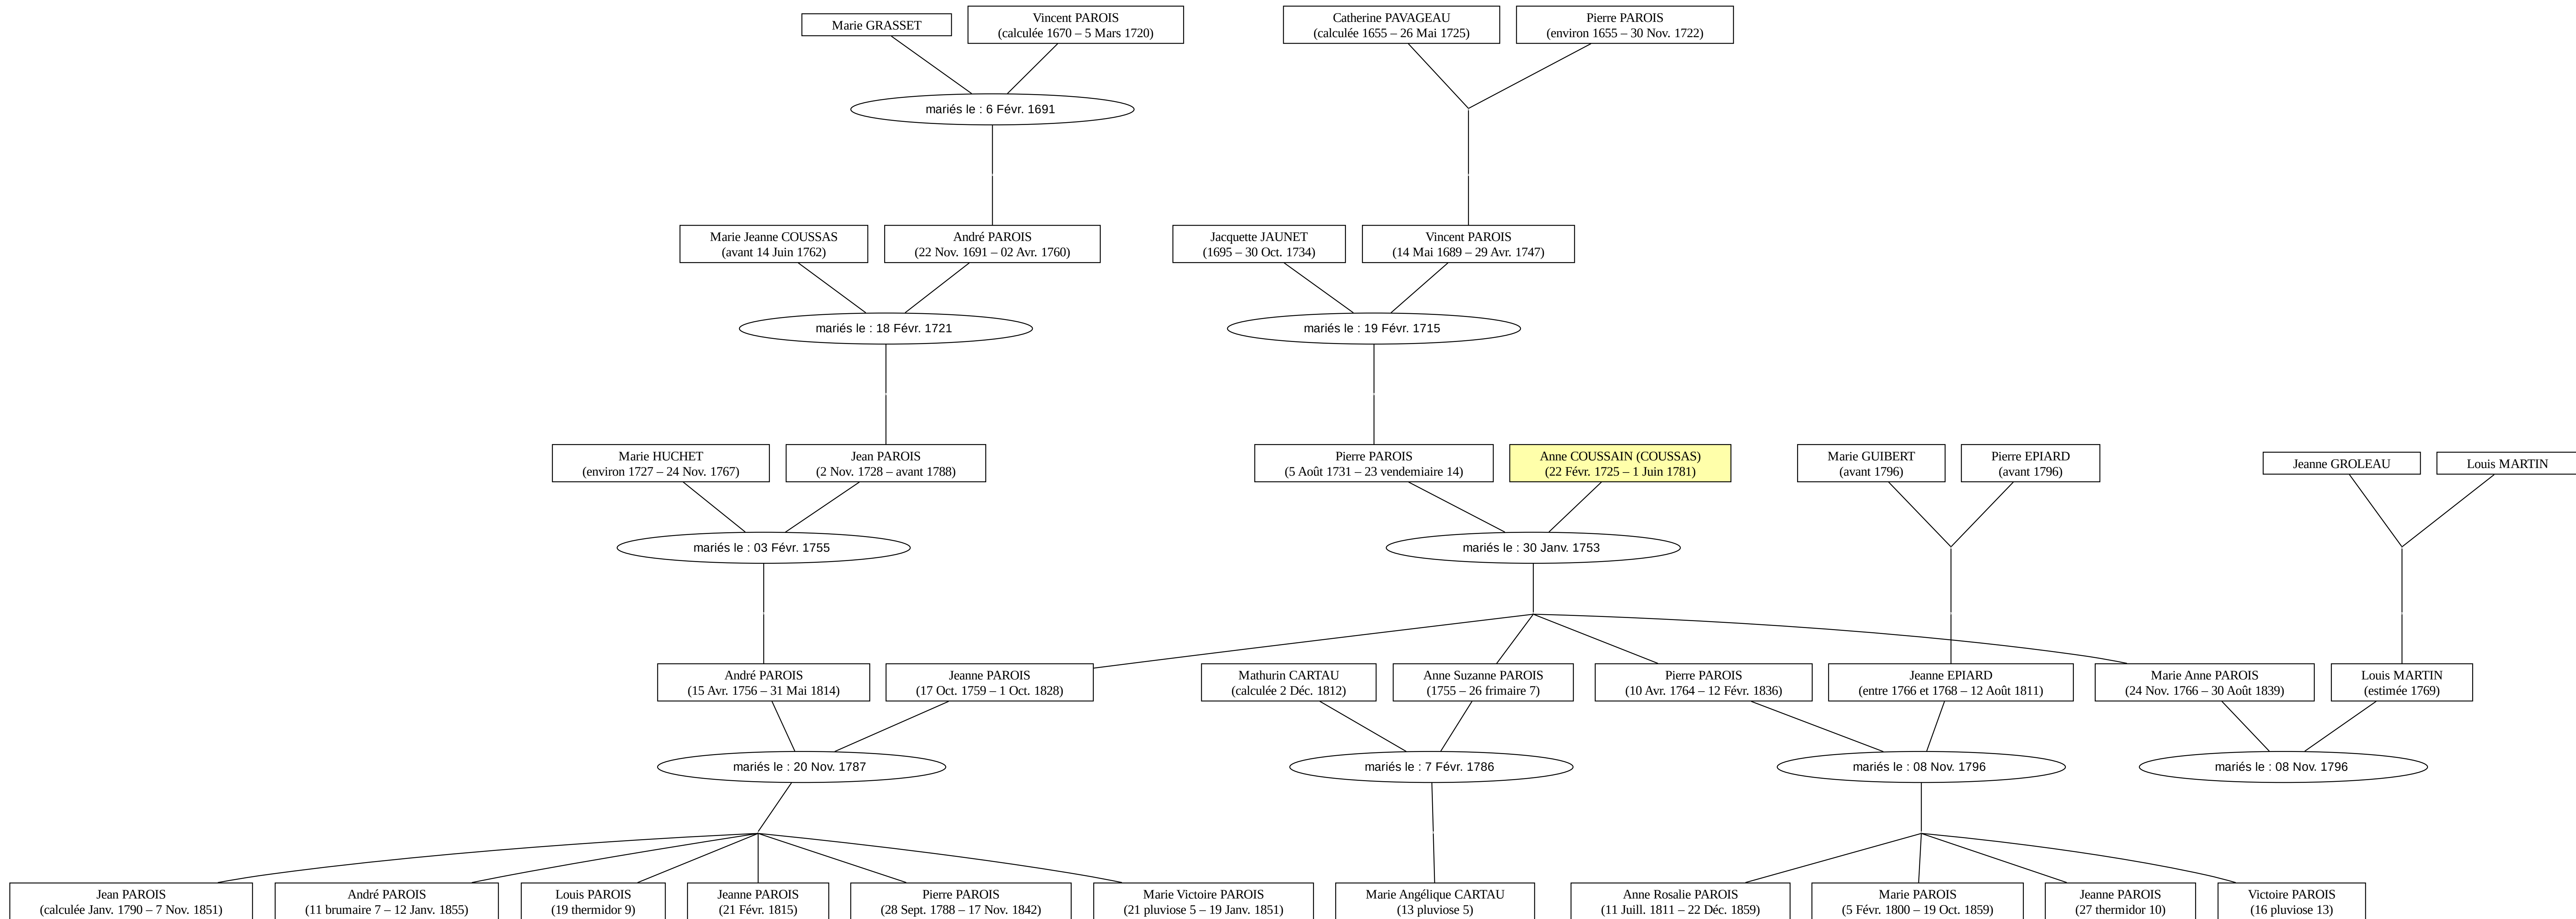 Marie GRASSET
Vincent PAROIS
(calculée 1670 – 5 Mars 1720)
Catherine PAVAGEAU
(calculée 1655 – 26 Mai 1725)
Pierre PAROIS
(environ 1655 – 30 Nov. 1722)
mariés le : 6 Févr. 1691
Marie Jeanne COUSSAS
(avant 14 Juin 1762)
André PAROIS
(22 Nov. 1691 – 02 Avr. 1760)
Jacquette JAUNET
(1695 – 30 Oct. 1734)
Vincent PAROIS
(14 Mai 1689 – 29 Avr. 1747)
mariés le : 18 Févr. 1721
mariés le : 19 Févr. 1715
Marie HUCHET
(environ 1727 – 24 Nov. 1767)
Jean PAROIS
(2 Nov. 1728 – avant 1788)
Pierre PAROIS
(5 Août 1731 – 23 vendemiaire 14)
Anne COUSSAIN (COUSSAS)
(22 Févr. 1725 – 1 Juin 1781)
Marie GUIBERT
(avant 1796)
Pierre EPIARD
(avant 1796)
Jeanne GROLEAU
Louis MARTIN
mariés le : 03 Févr. 1755
mariés le : 30 Janv. 1753
André PAROIS
(15 Avr. 1756 – 31 Mai 1814)
Jeanne PAROIS
(17 Oct. 1759 – 1 Oct. 1828)
Mathurin CARTAU
(calculée 2 Déc. 1812)
Anne Suzanne PAROIS
(1755 – 26 frimaire 7)
Pierre PAROIS
(10 Avr. 1764 – 12 Févr. 1836)
Jeanne EPIARD
(entre 1766 et 1768 – 12 Août 1811)
Marie Anne PAROIS
(24 Nov. 1766 – 30 Août 1839)
Louis MARTIN
(estimée 1769)
mariés le : 20 Nov. 1787
mariés le : 7 Févr. 1786
mariés le : 08 Nov. 1796
mariés le : 08 Nov. 1796
Jean PAROIS
(calculée Janv. 1790 – 7 Nov. 1851)
André PAROIS
(11 brumaire 7 – 12 Janv. 1855)
Louis PAROIS
(19 thermidor 9)
Jeanne PAROIS
(21 Févr. 1815)
Pierre PAROIS
(28 Sept. 1788 – 17 Nov. 1842)
Marie Victoire PAROIS
(21 pluviose 5 – 19 Janv. 1851)
Marie Angélique CARTAU
(13 pluviose 5)
Anne Rosalie PAROIS
(11 Juill. 1811 – 22 Déc. 1859)
Marie PAROIS
(5 Févr. 1800 – 19 Oct. 1859)
Jeanne PAROIS
(27 thermidor 10)
Victoire PAROIS
(16 pluviose 13)